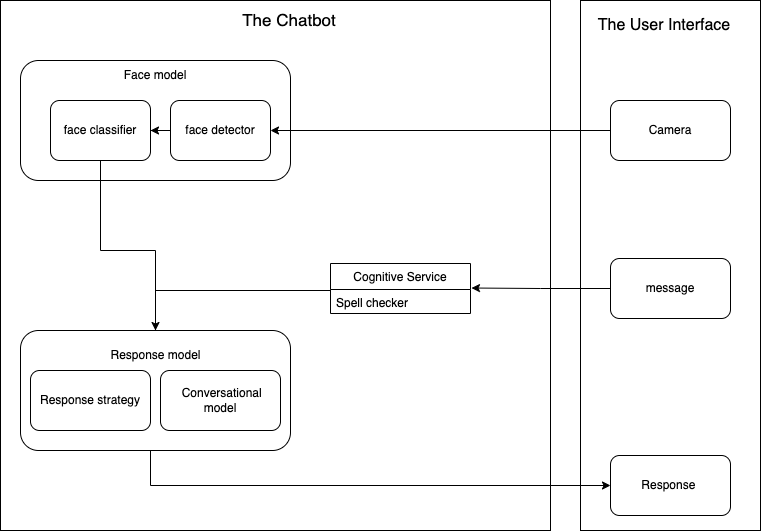 The Chatbot
The User Interface
Face model
face classifier
face detector
Camera
Cognitive Service
Spell checker
message
Response model
Response strategy
Conversational
model
Response